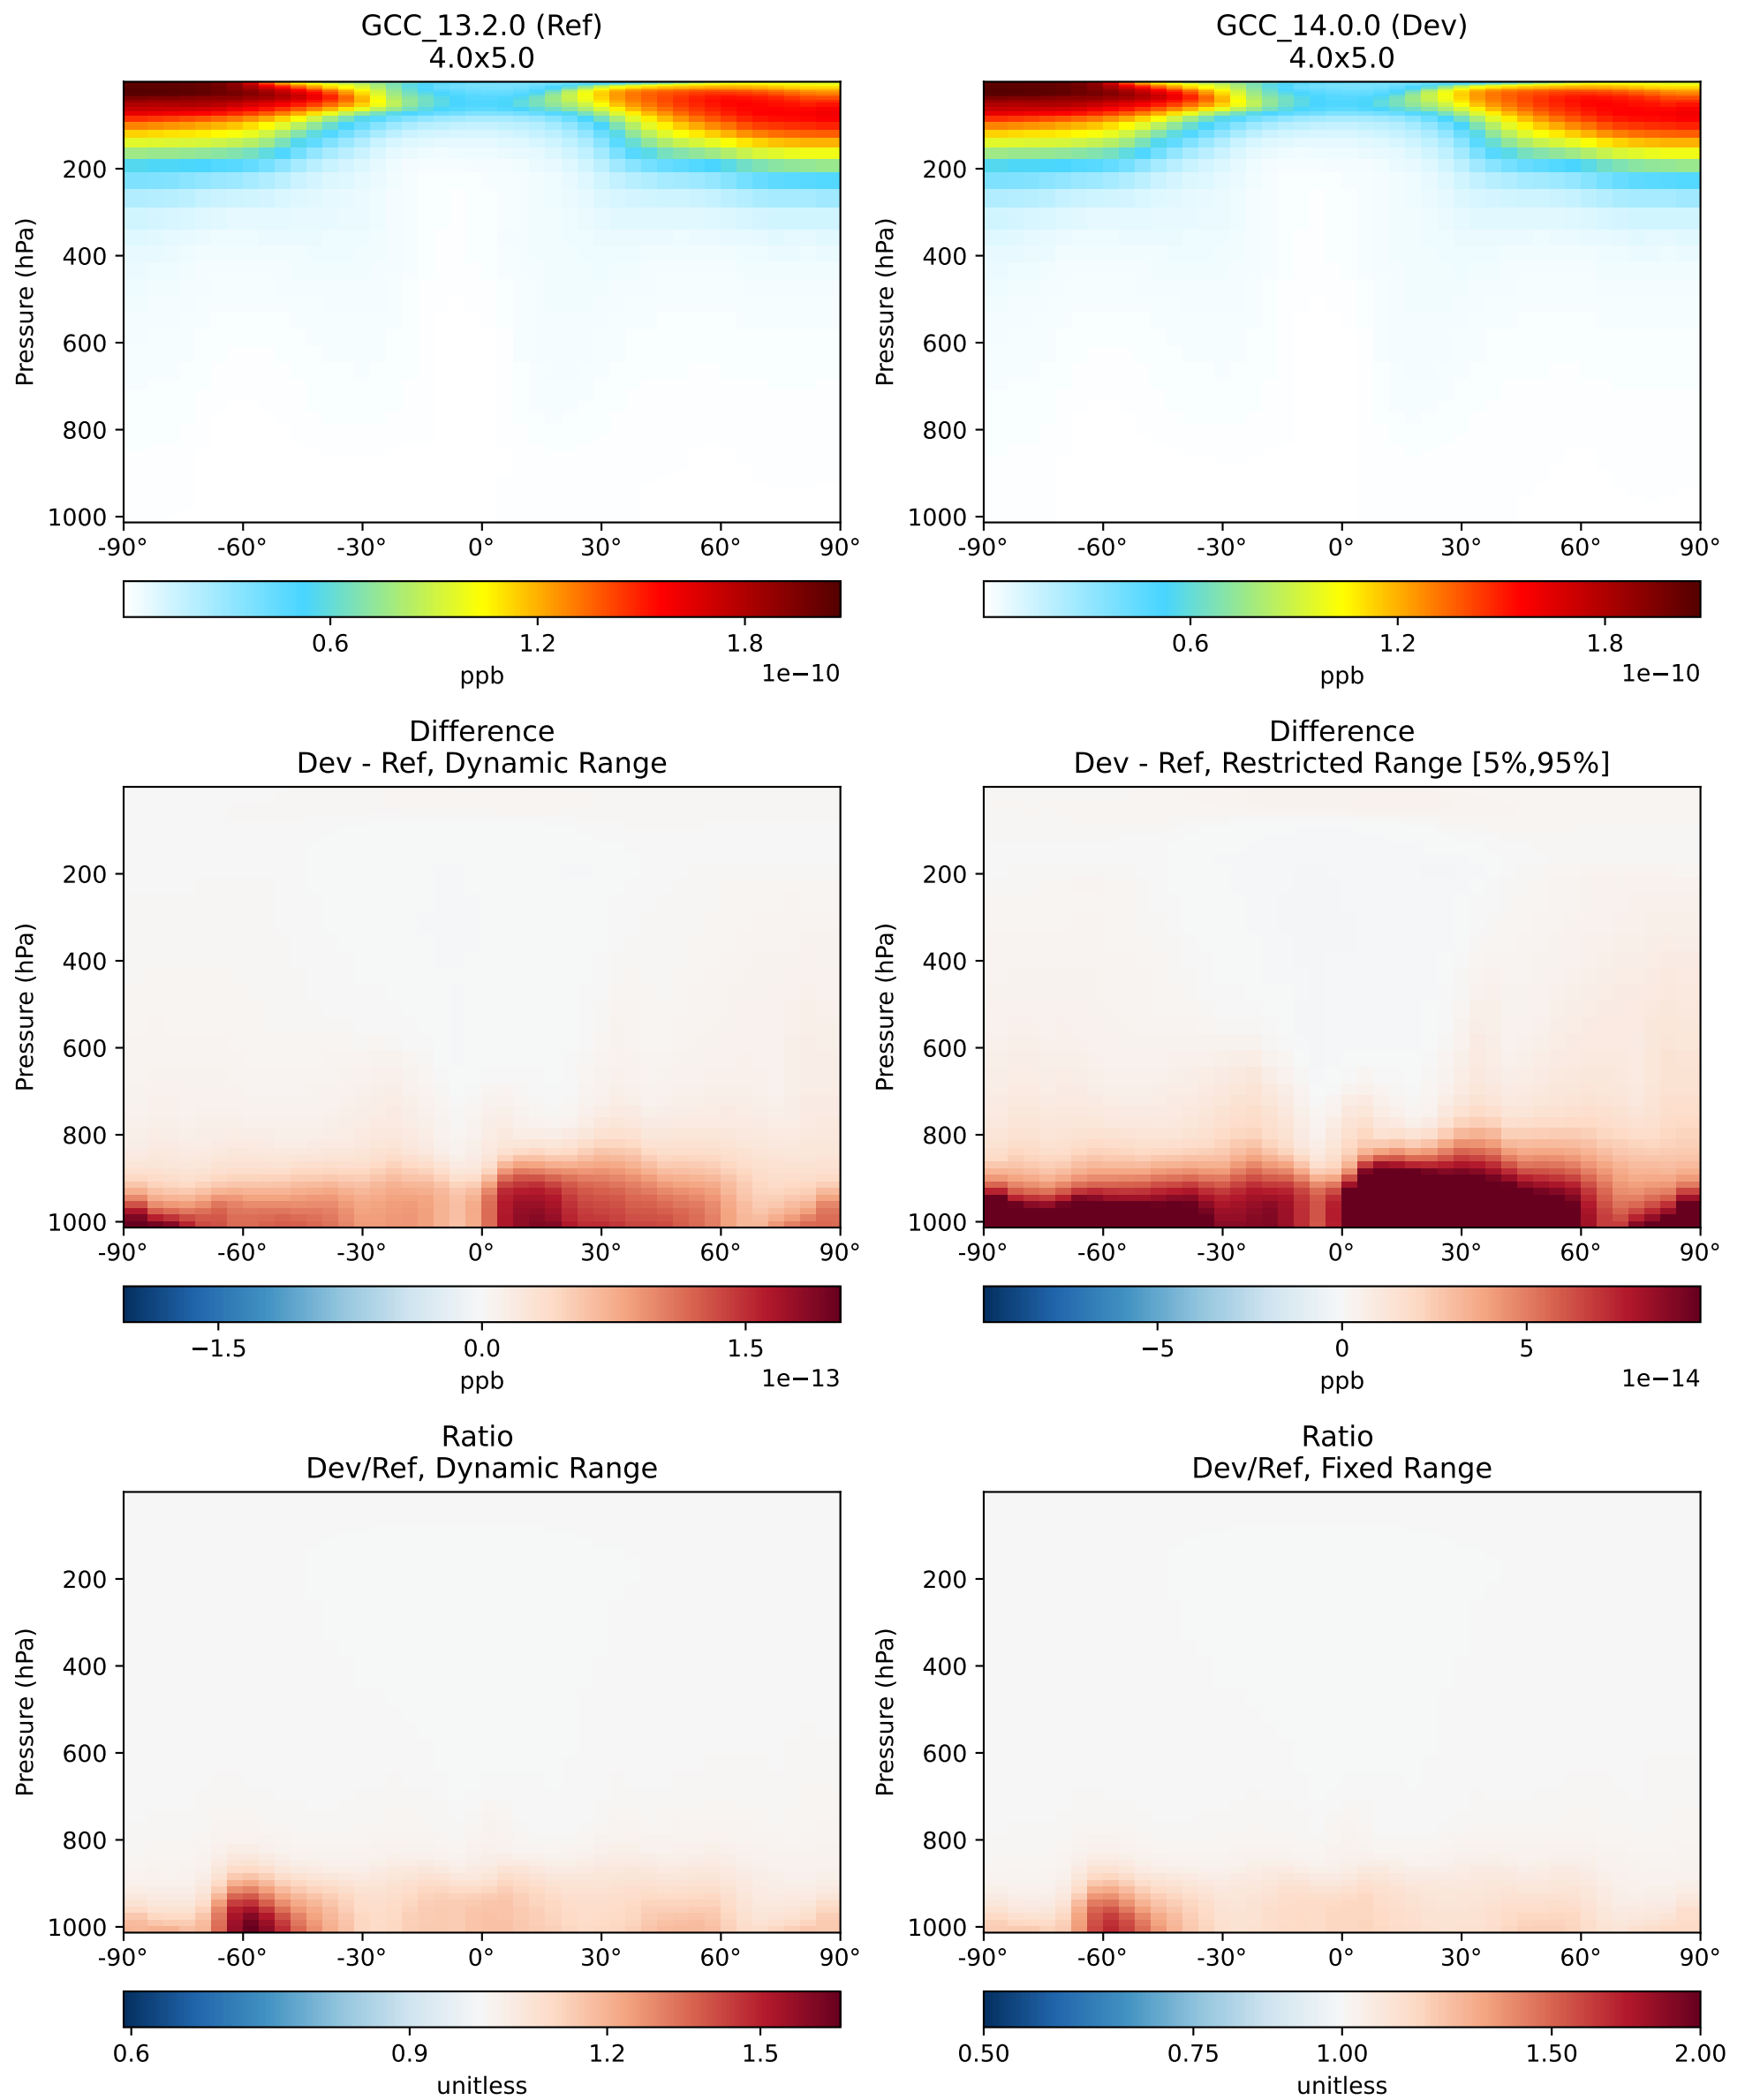 GCC_13.2.0 (Ref)
4.0x5.0
Pressure (hPa)
200
400
600
800
1000
-90° -60° -30° 0° 30° 60° 90°
0.6 1.2 1.8
ppb
1e−10
GCC_14.0.0 (Dev)
4.0x5.0
Pressure (hPa)
200
400
600
800
1000
-90° -60° -30° 0° 30° 60° 90°
0.6 1.2 1.8
ppb
1e−10
Difference
Dev - Ref, Dynamic Range
Pressure (hPa)
200
400
600
800
1000
-90° -60° -30° 0° 30° 60° 90°
−1.5 0.0 1.5
ppb
1e−13
Difference
Dev - Ref, Restricted Range [5%,95%]
Pressure (hPa)
200
400
600
800
1000
-90° -60° -30° 0° 30° 60° 90°
−5 0 5
ppb
1e−14
Ratio
Dev/Ref, Dynamic Range
Pressure (hPa)
200
400
600
800
1000
-90° -60° -30° 0° 30° 60° 90°
0.6 0.9 1.2 1.5
unitless
Ratio
Dev/Ref, Fixed Range
Pressure (hPa)
200
400
600
800
1000
-90° -60° -30° 0° 30° 60° 90°
0.50 0.75 1.00 1.50 2.00
unitless